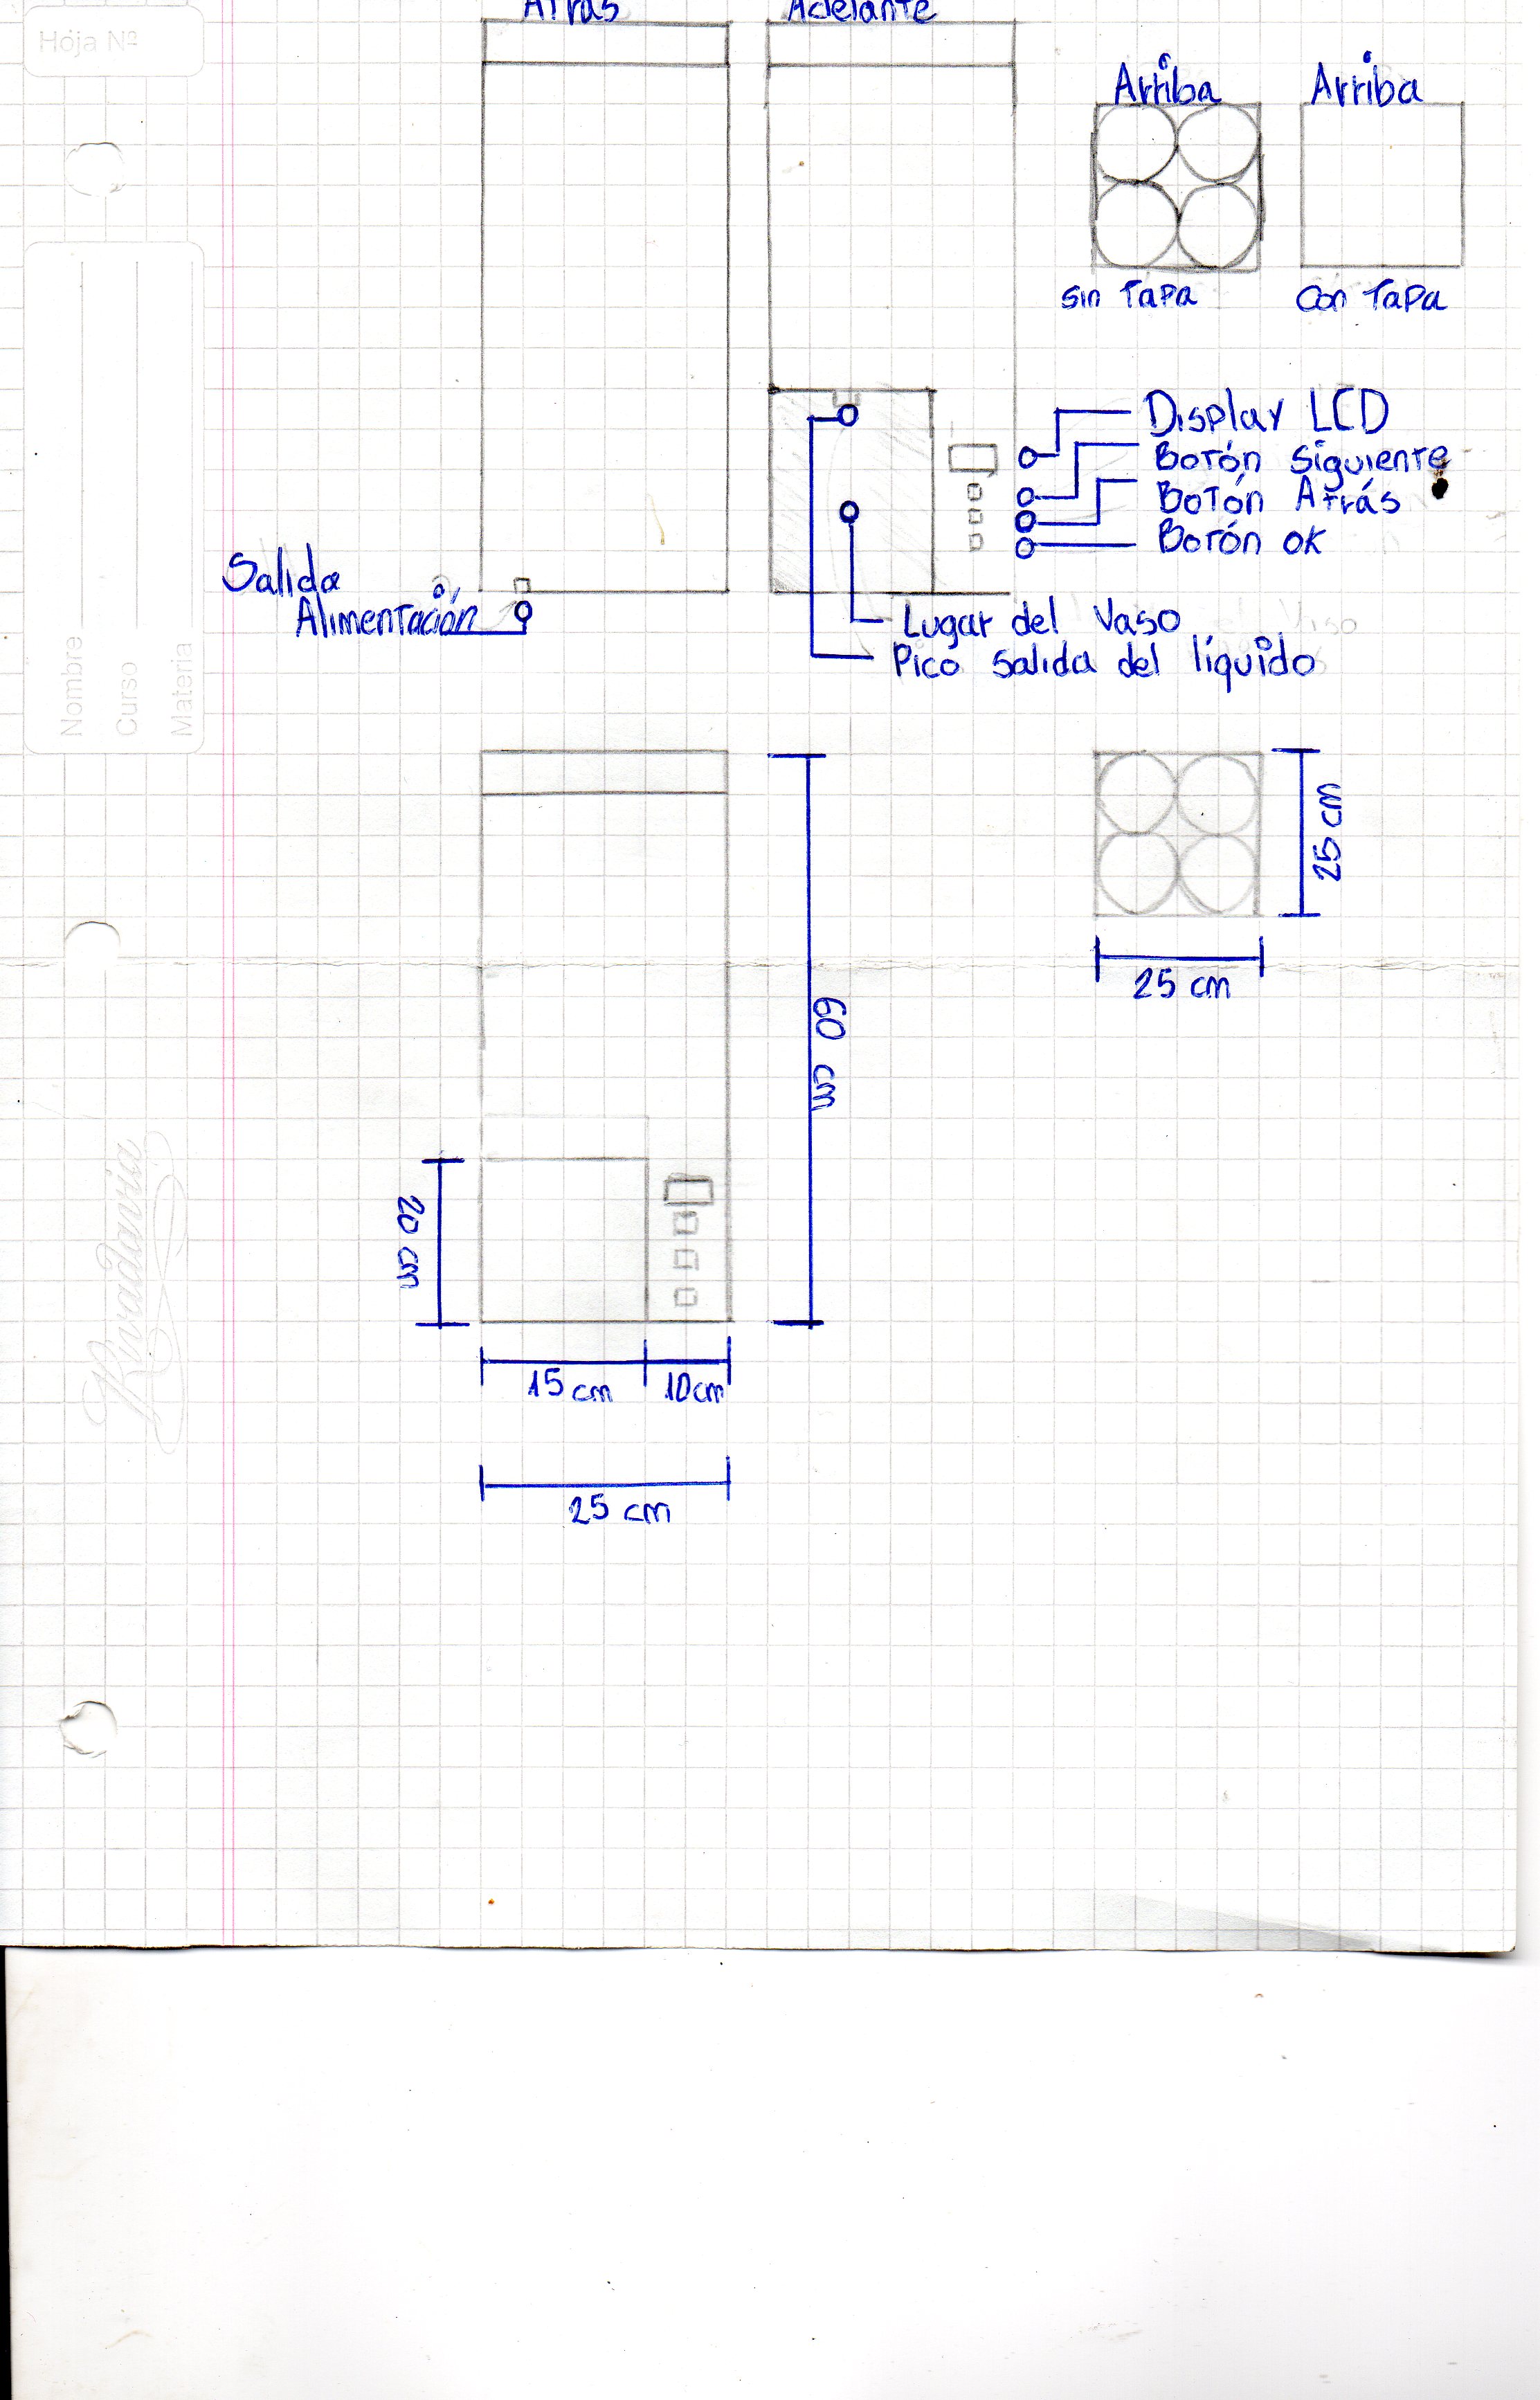 Hoja Nº
Atrás
Adelante
Arriba
Arriba
sin Tapa
Con Tapa
Display LCD
Botón Siguiente
Botón Atrás
Botón ok
Salida
Alimentación
Lugar del Vaso
Pico Salida del líquido
Nombre
Curso
Materia
25 cm
25 cm
60 cm
20 cm
15 cm
10 cm
25 cm
Rivadavia